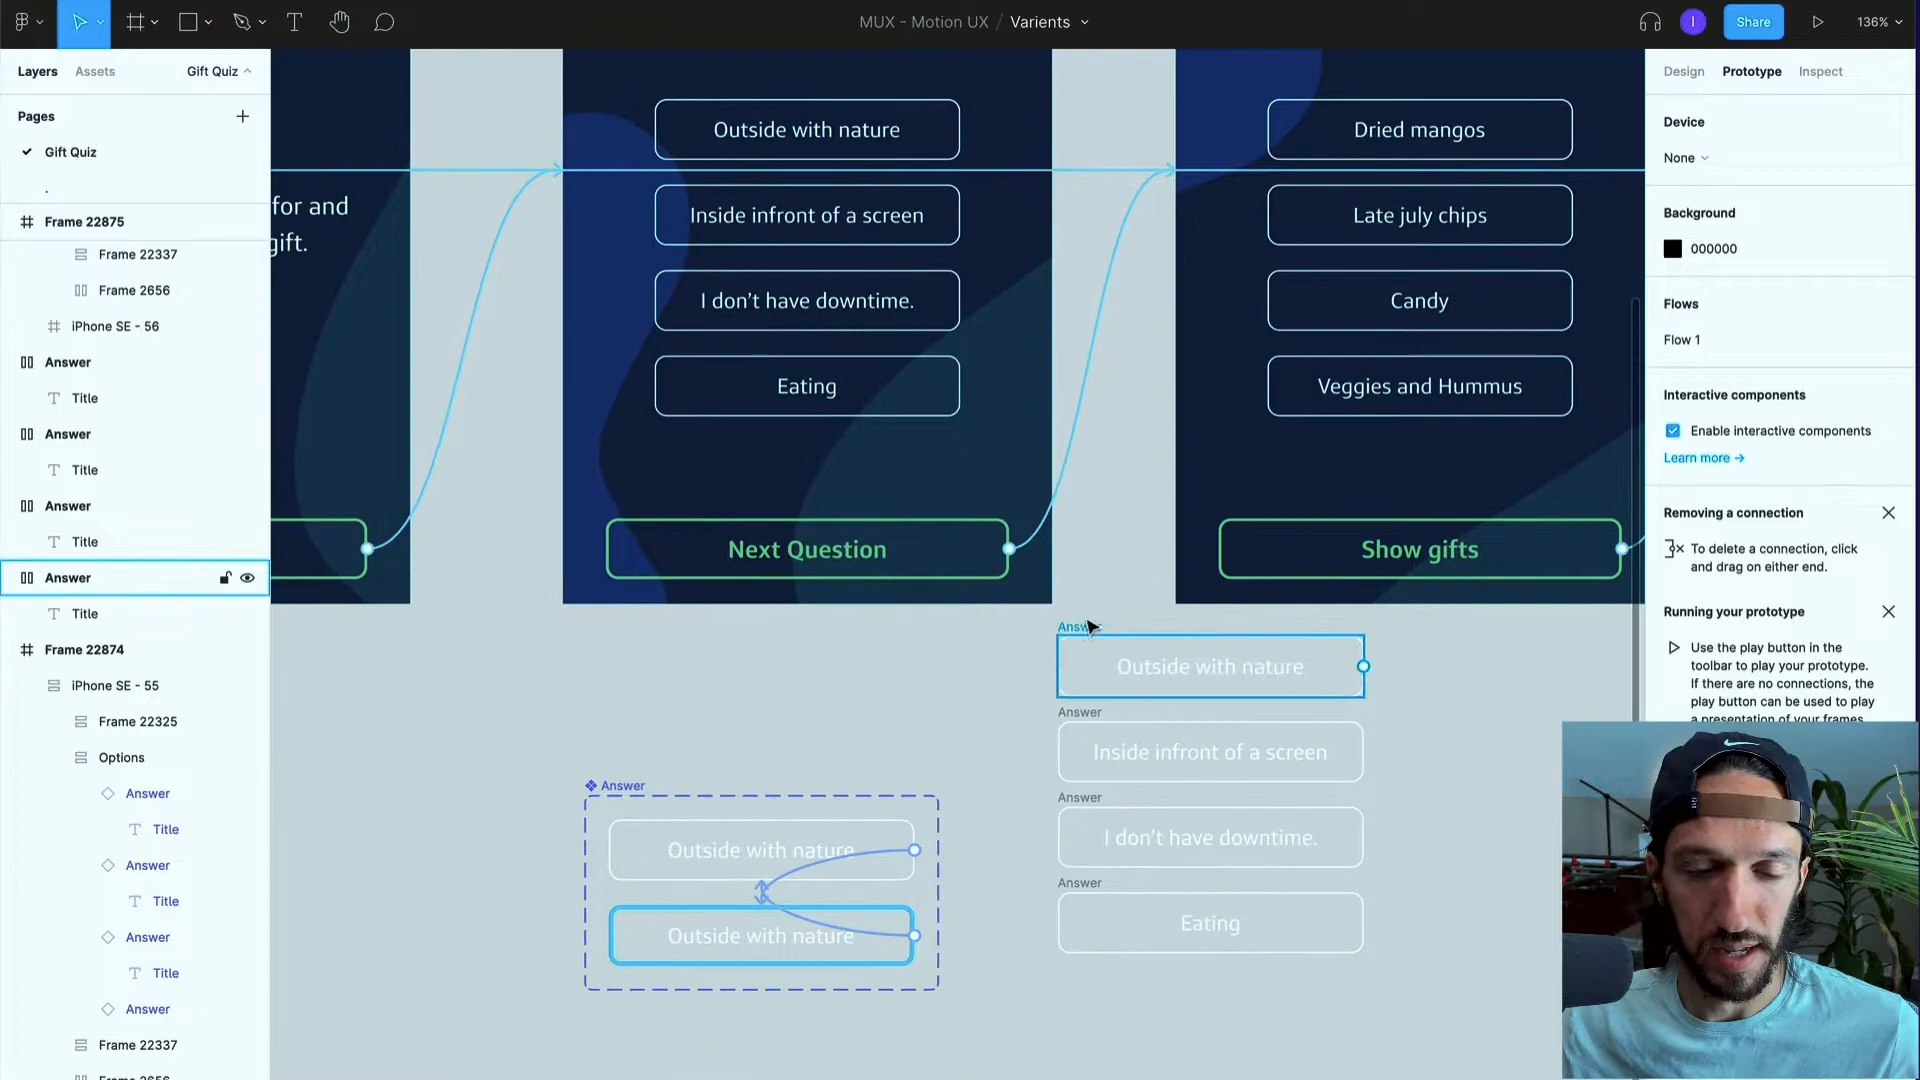 MUX - Motion UX / Varients
I
Share
136%
Layers
Assets
Gift Quiz
Pages
Gift Quiz
.
Frame 22875
Frame 22337
Frame 2656
iPhone SE - 56
Answer
Title
Answer
Title
Answer
Title
Answer
Title
Frame 22874
iPhone SE - 55
Frame 22325
Options
Answer
Title
Answer
Title
Answer
Title
Answer
Frame 22337
Frame 2656
for and
gift.
Outside with nature
Inside infront of a screen
I don't have downtime.
Eating
Next Question
Dried mangos
Late july chips
Candy
Veggies and Hummus
Show gifts
Answer
Outside with nature
Outside with nature
Outside with nature
Answer
Inside infront of a screen
Answer
I don't have downtime.
Answer
Eating
Design
Prototype
Inspect
Device
None
Background
000000
Flows
Flow 1
Interactive components
Enable interactive components
Learn more →
Removing a connection
To delete a connection, click
and drag on either end.
Running your prototype
Use the play button in the
toolbar to play your prototype.
If there are no connections, the
play button can be used to play
a presentation of your frames